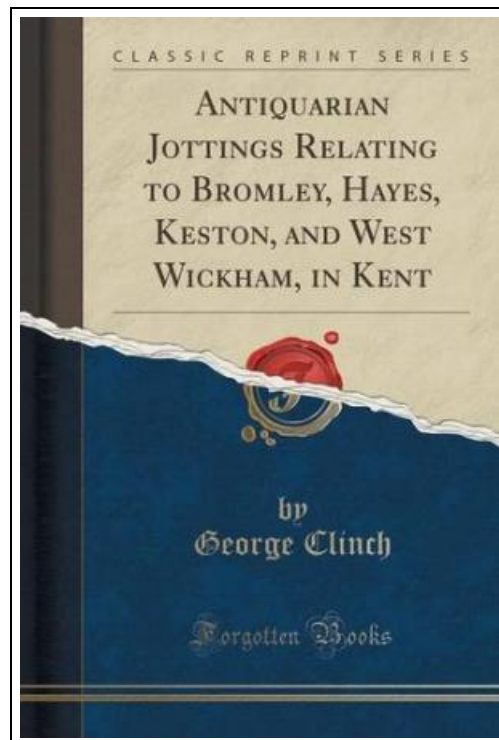 CLASSIC REPRINT SERIES
ANTIQUARIAN
JOTTINGS RELATING
TO BROMLEY, HAYES,
KESTON, AND WEST
WICKHAM, IN KENT
by
George Clinch
Forgotten Books